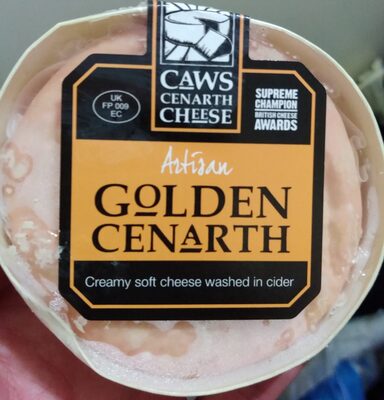 CAWS
CENARTH
CHEESE
UK
FP 009
EC
SUPREME
CHAMPION
BRITISH CHEESE
AWARDS
Artisan
GOLDEN
CENARTH
Creamy soft cheese washed in cider